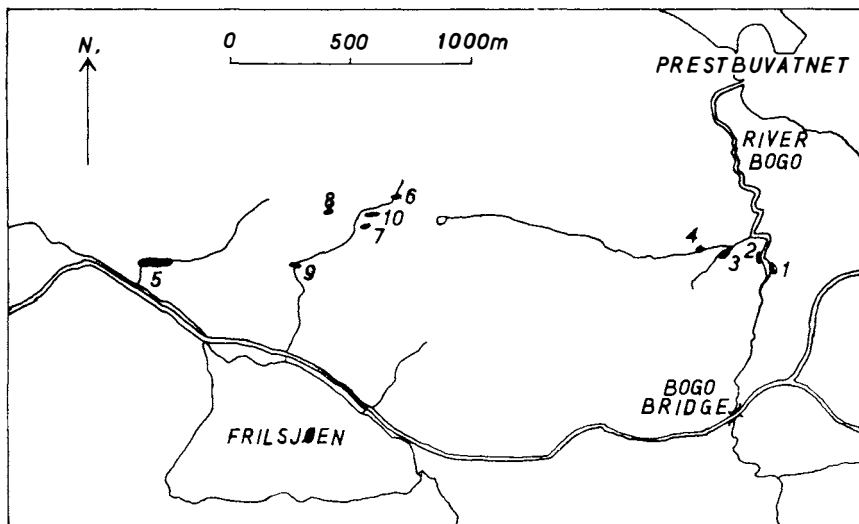 N.
0 500 1000m
PRESTBUVATNET
RIVER
BOGO
8
6
10
7
4
3
2
1
5
9
BOGO
BRIDGE
FRILSJØEN